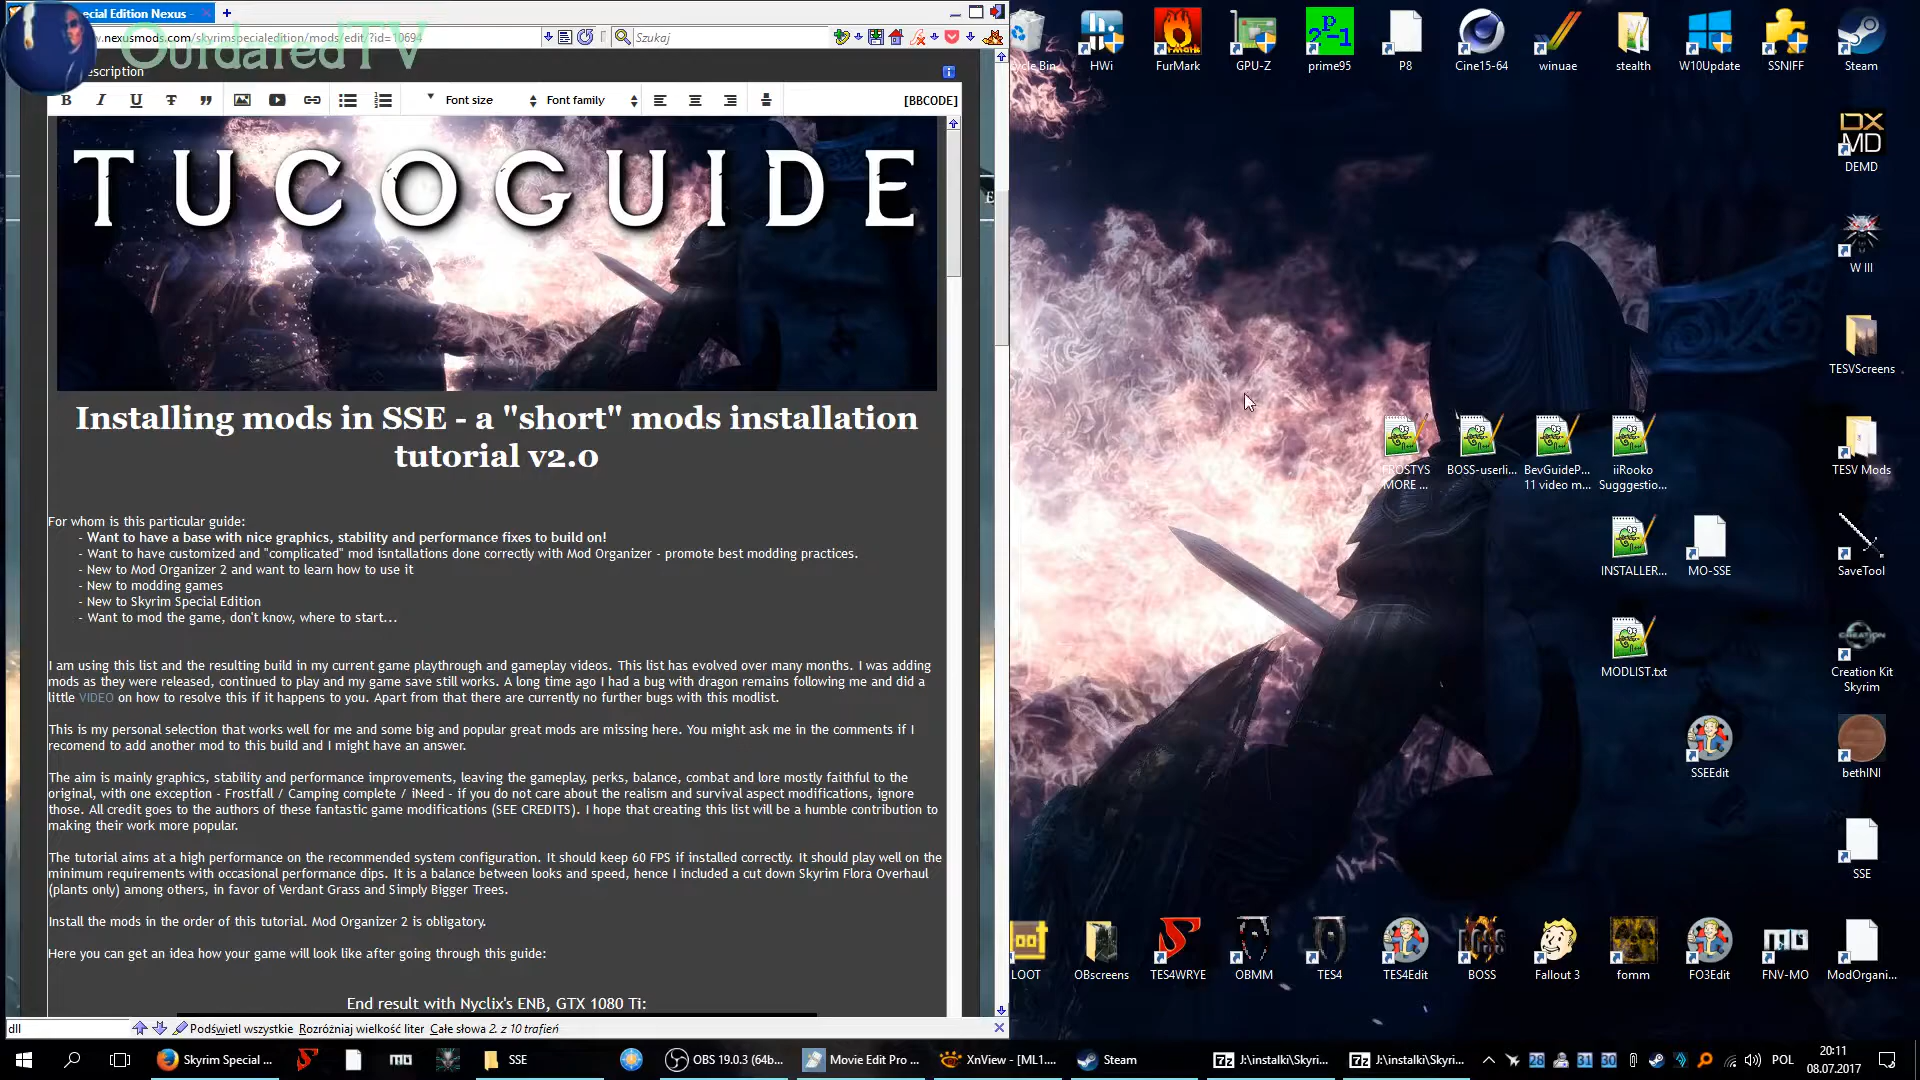 ecial Edition Nexus -
w.nexusmods.com/skyrimspecialedition/mods/edit/?id=10694
Szukaj
OutdatedTV
escription
B I U T
Font size
Font family
[BBCODE]
TUCOGUIDE
Installing mods in SSE - a "short" mods installation
tutorial v2.0
For whom is this particular guide:
- Want to have a base with nice graphics, stability and performance fixes to build on!
- Want to have customized and "complicated" mod isntallations done correctly with Mod Organizer - promote best modding practices.
- New to Mod Organizer 2 and want to learn how to use it
- New to modding games
- New to Skyrim Special Edition
- Want to mod the game, don't know, where to start...
I am using this list and the resulting build in my current game playthrough and gameplay videos. This list has evolved over many months. I was adding
mods as they were released, continued to play and my game save still works. A long time ago I had a bug with dragon remains following me and did a
little VIDEO on how to resolve this if it happens to you. Apart from that there are currently no further bugs with this modlist.
This is my personal selection that works well for me and some big and popular great mods are missing here. You might ask me in the comments if I
recomend to add another mod to this build and I might have an answer.
The aim is mainly graphics, stability and performance improvements, leaving the gameplay, perks, balance, combat and lore mostly faithful to the
original, with one exception - Frostfall / Camping complete / iNeed - if you do not care about the realism and survival aspect modifications, ignore
those. All credit goes to the authors of these fantastic game modifications (SEE CREDITS). I hope that creating this list will be a humble contribution to
making their work more popular.
The tutorial aims at a high performance on the recommended system configuration. It should keep 60 FPS if installed correctly. It should play well on the
minimum requirements with occasional performance dips. It is a balance between looks and speed, hence I included a cut down Skyrim Flora Overhaul
(plants only) among others, in favor of Verdant Grass and Simply Bigger Trees.
Install the mods in the order of this tutorial. Mod Organizer 2 is obligatory.
Here you can get an idea how your game will look like after going through this guide:
End result with Nyclix's ENB, GTX 1080 Ti:
dll
Podświetl wszystkie Rozróżniaj wielkość liter Całe słowa 2. z 10 trafień
cycle Bin
HWi
FurMark
GPU-Z
prime95
P8
Cine15-64
winuae
stealth
W10Update
SSNIFF
Steam
DX
MD
DEMD
W III
TESVScreens
FROSTYS
MORE ...
BOSS-userli...
BevGuideP...
11 video m...
iiRooko
Sugggestio...
TESV Mods
INSTALLER...
MO-SSE
SaveTool
MODLIST.txt
Creation Kit
Skyrim
SSEEdit
bethINI
SSE
LOOT
OBscreens
TES4WRYE
OBMM
TES4
TES4Edit
BOSS
Fallout 3
fomm
FO3Edit
FNV-MO
ModOrgani...
Skyrim Special ...
SSE
OBS 19.0.3 (64b...
Movie Edit Pro ...
XnView - [ML1...
Steam
J:\instalki\Skyri...
J:\instalki\Skyri...
28
31
30
POL
20:11
08.07.2017